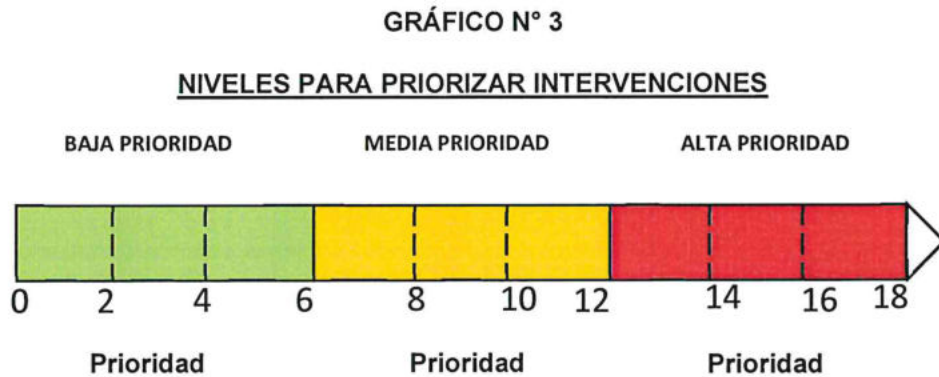 GRÁFICO N° 3
NIVELES PARA PRIORIZAR INTERVENCIONES
BAJA PRIORIDAD MEDIA PRIORIDAD ALTA PRIORIDAD
0 2 4 6 8 10 12 14 16 18
Prioridad Prioridad Prioridad